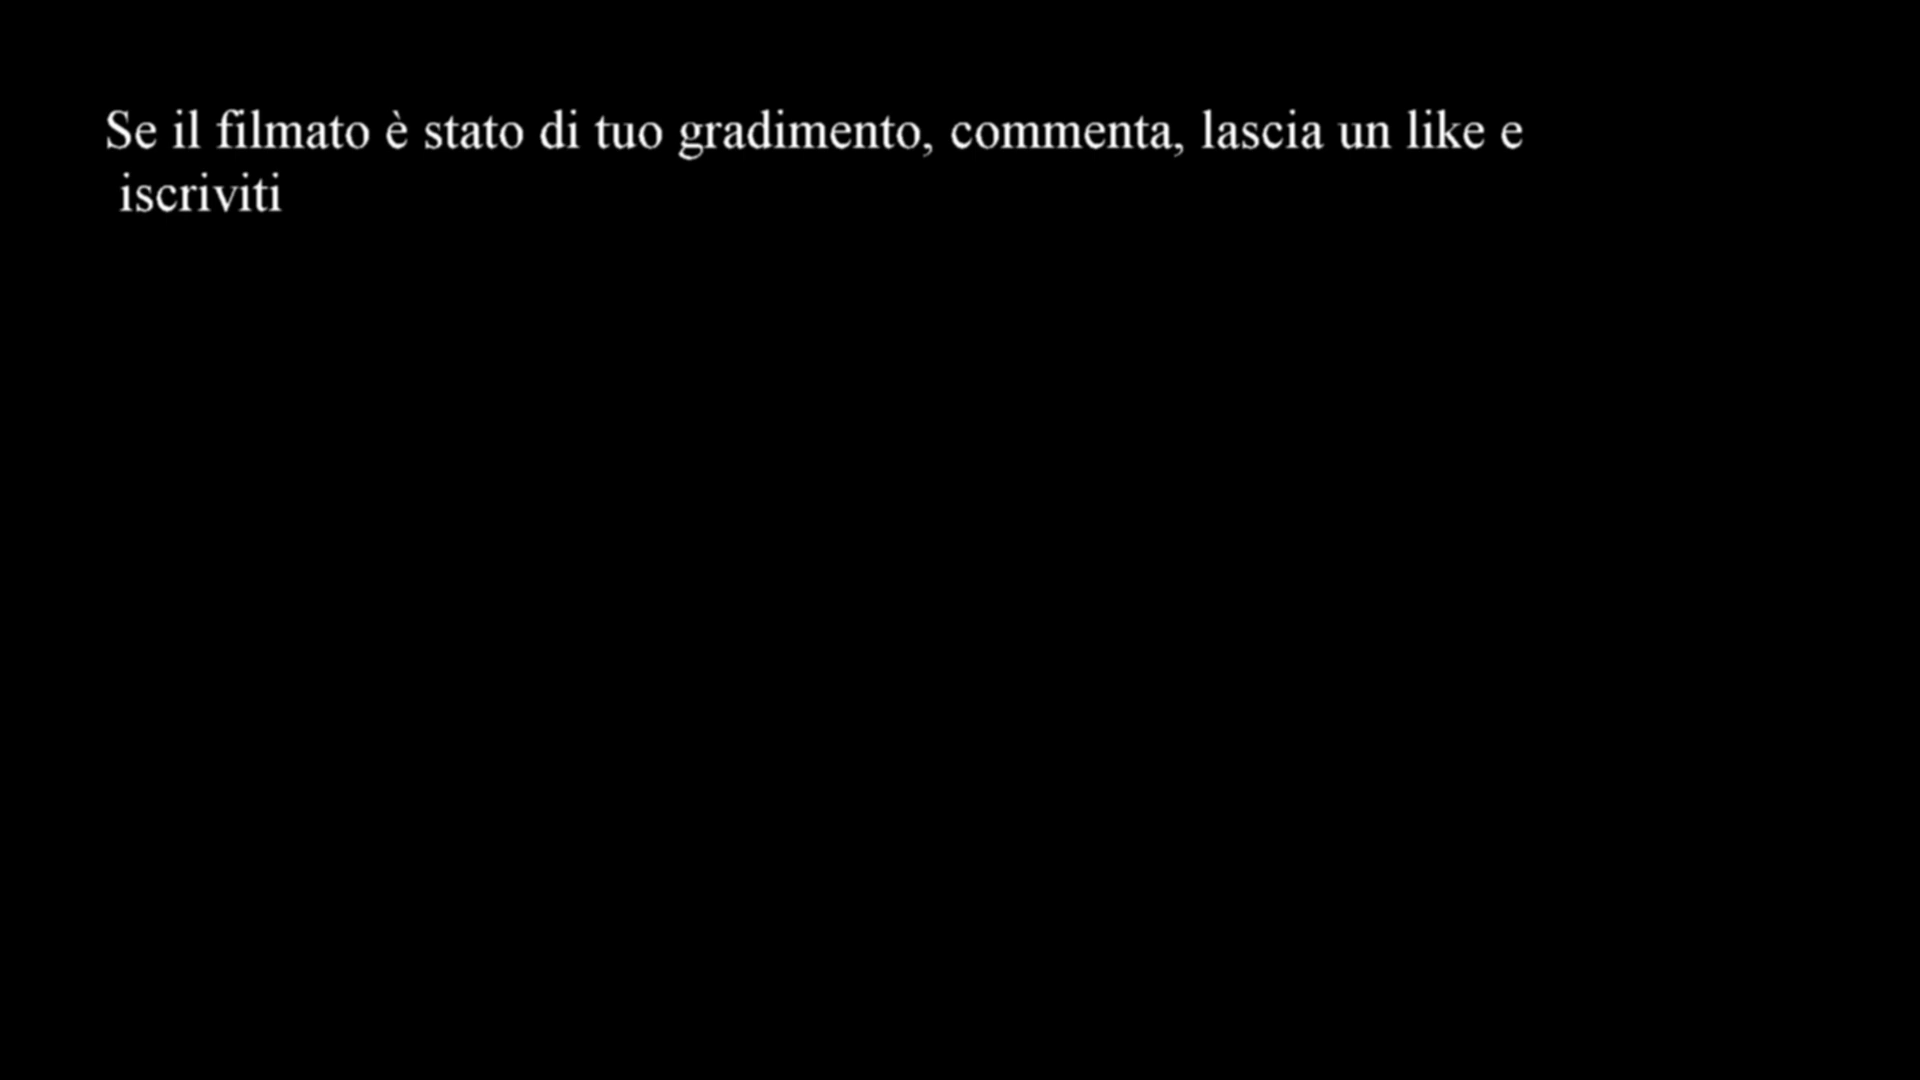 Se il filmato è stato di tuo gradimento, commenta, lascia un like e
iscriviti